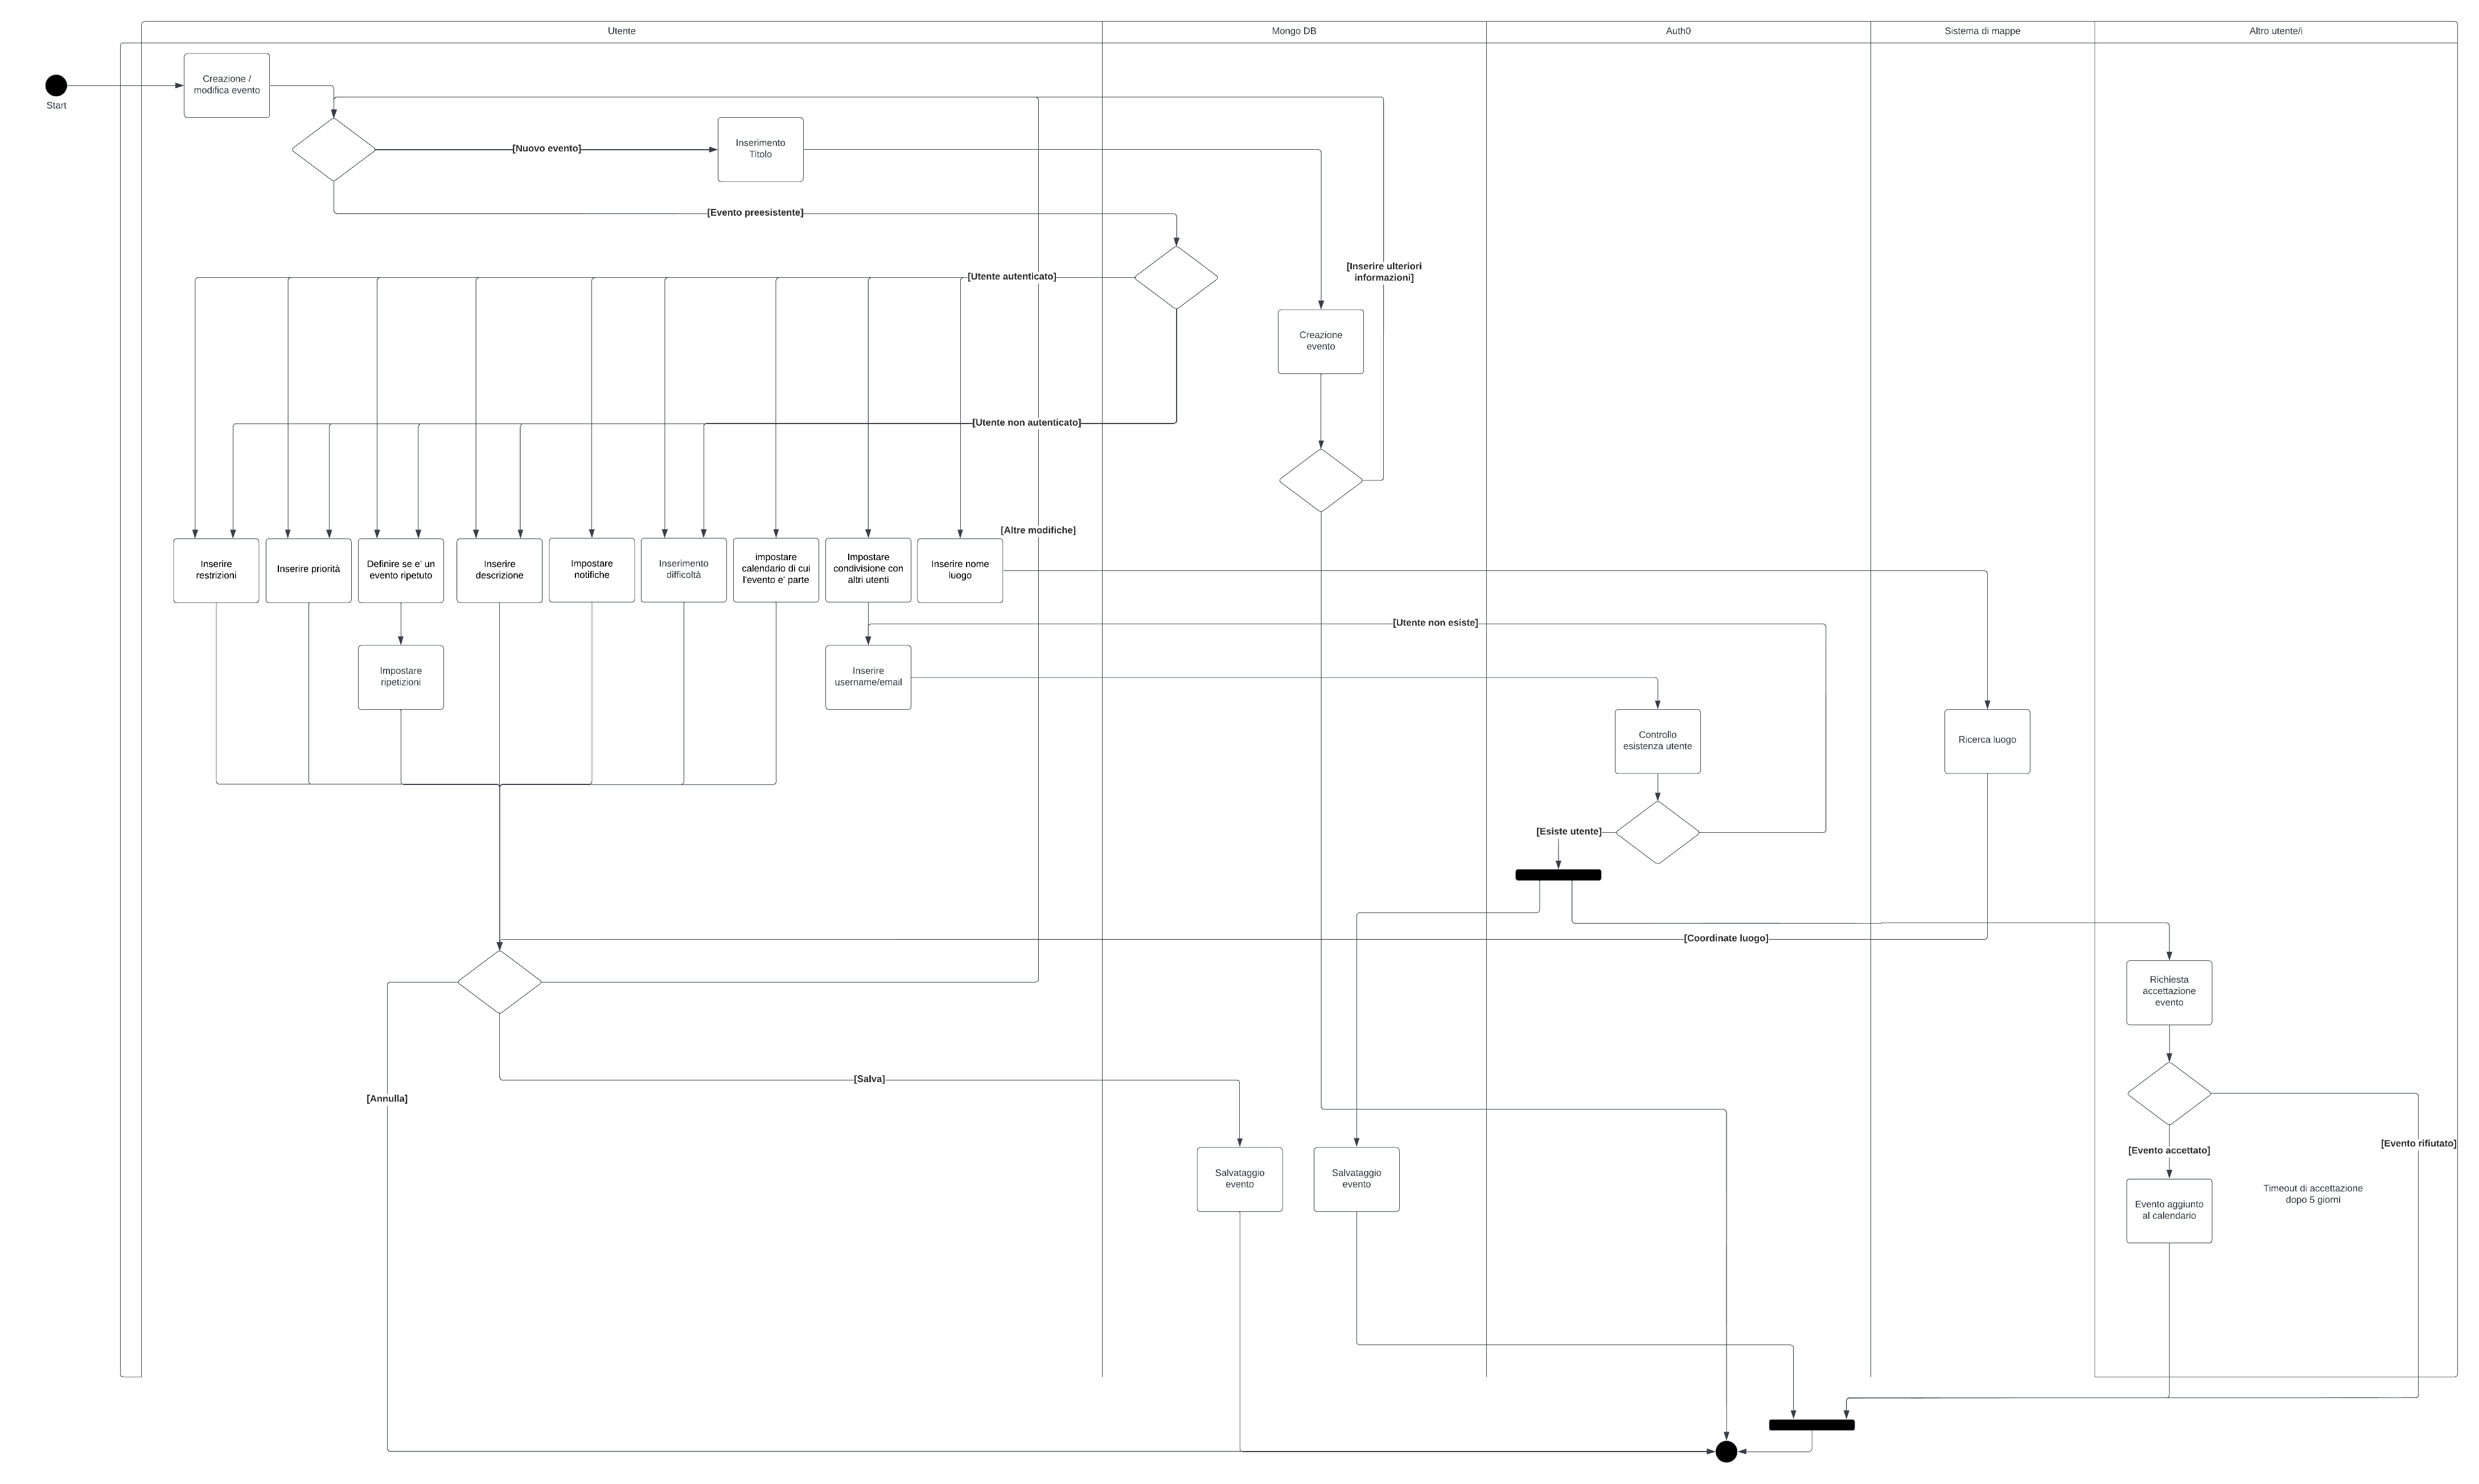 Utente
Mongo DB
Auth0
Sistema di mappe
Altro utente/i
Start
Creazione /
modifica evento
[Nuovo evento]
Inserimento
Titolo
[Evento preesistente]
[Utente autenticato]
[Inserire ulteriori
informazioni]
Creazione
evento
[Utente non autenticato]
[Altre modifiche]
Inserire
restrizioni
Inserire priorità
Definire se e' un
evento ripetuto
Inserire
descrizione
Impostare
notifiche
Inserimento
difficoltà
impostare
calendario di cui
l'evento e' parte
Impostare
condivisione con
altri utenti
Inserire nome
luogo
[Utente non esiste]
Impostare
ripetizioni
Inserire
username/email
Controllo
esistenza utente
Ricerca luogo
[Esiste utente]
[Coordinate luogo]
Richiesta
accettazione
evento
[Salva]
[Annulla]
[Evento accettato]
[Evento rifiutato]
Salvataggio
evento
Salvataggio
evento
Evento aggiunto
al calendario
Timeout di accettazione
dopo 5 giorni